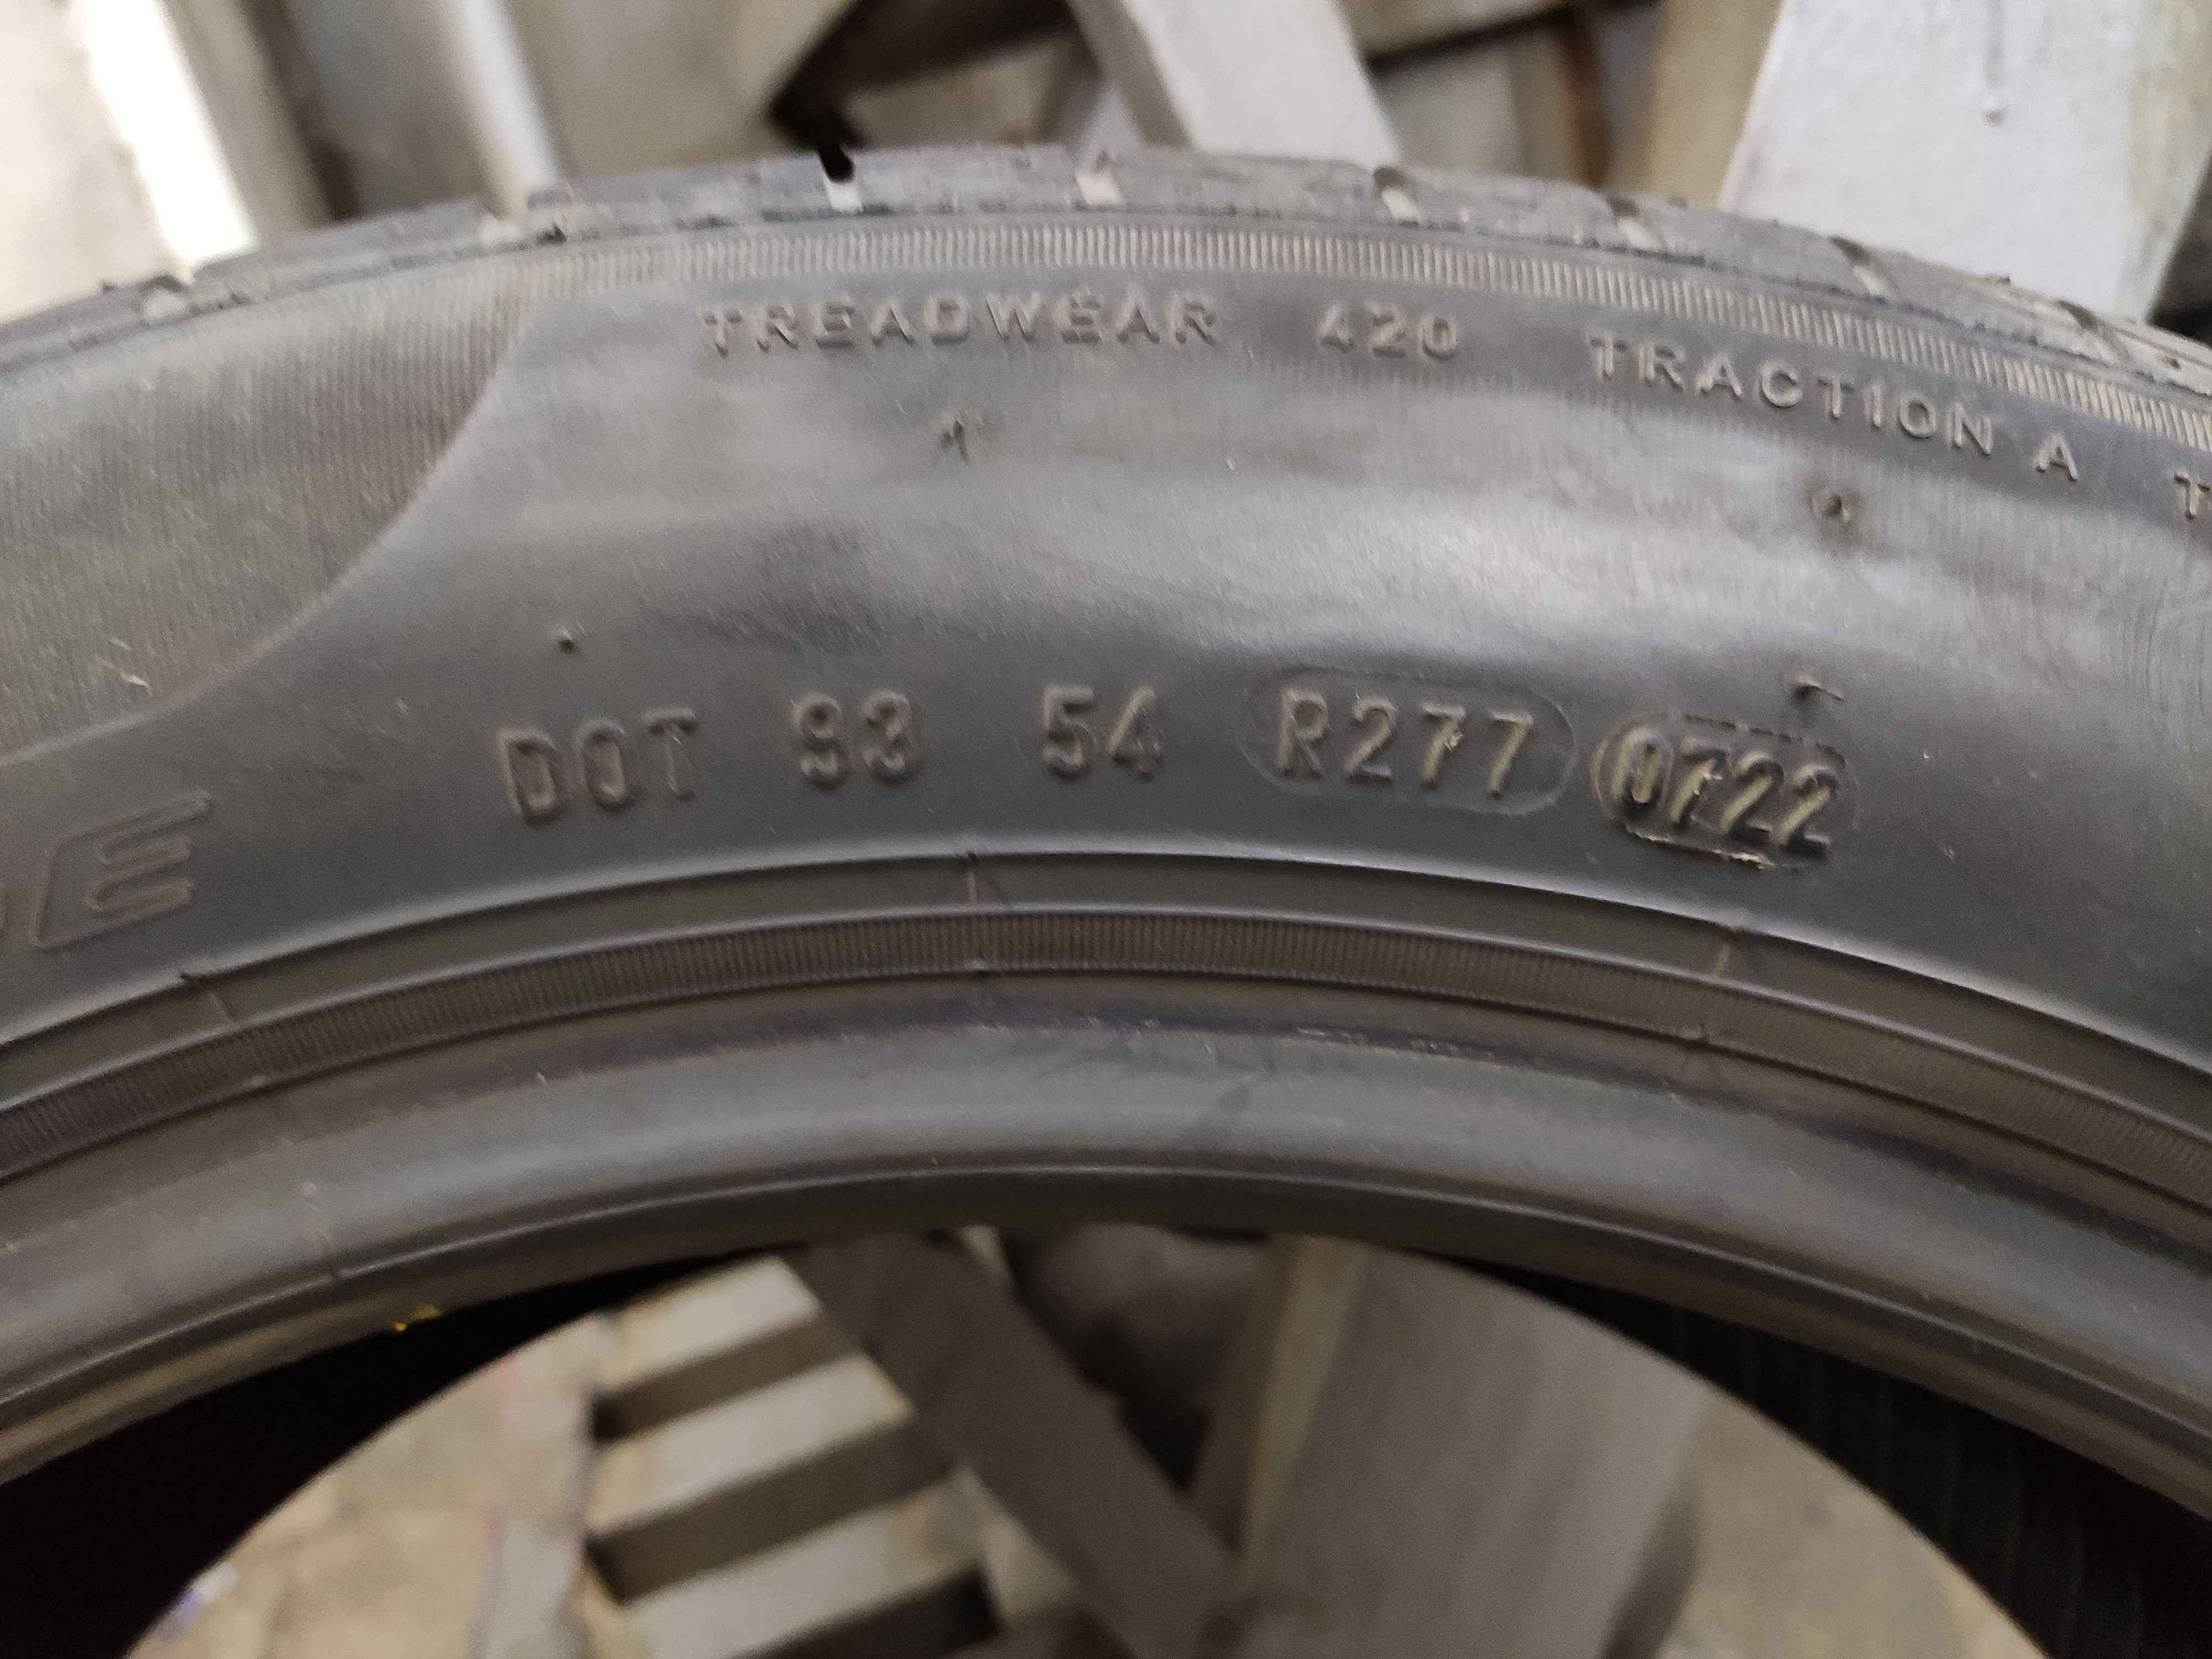 TREADWEAR 420 TRACTION A T
DOT 93 54 R277 0722
E